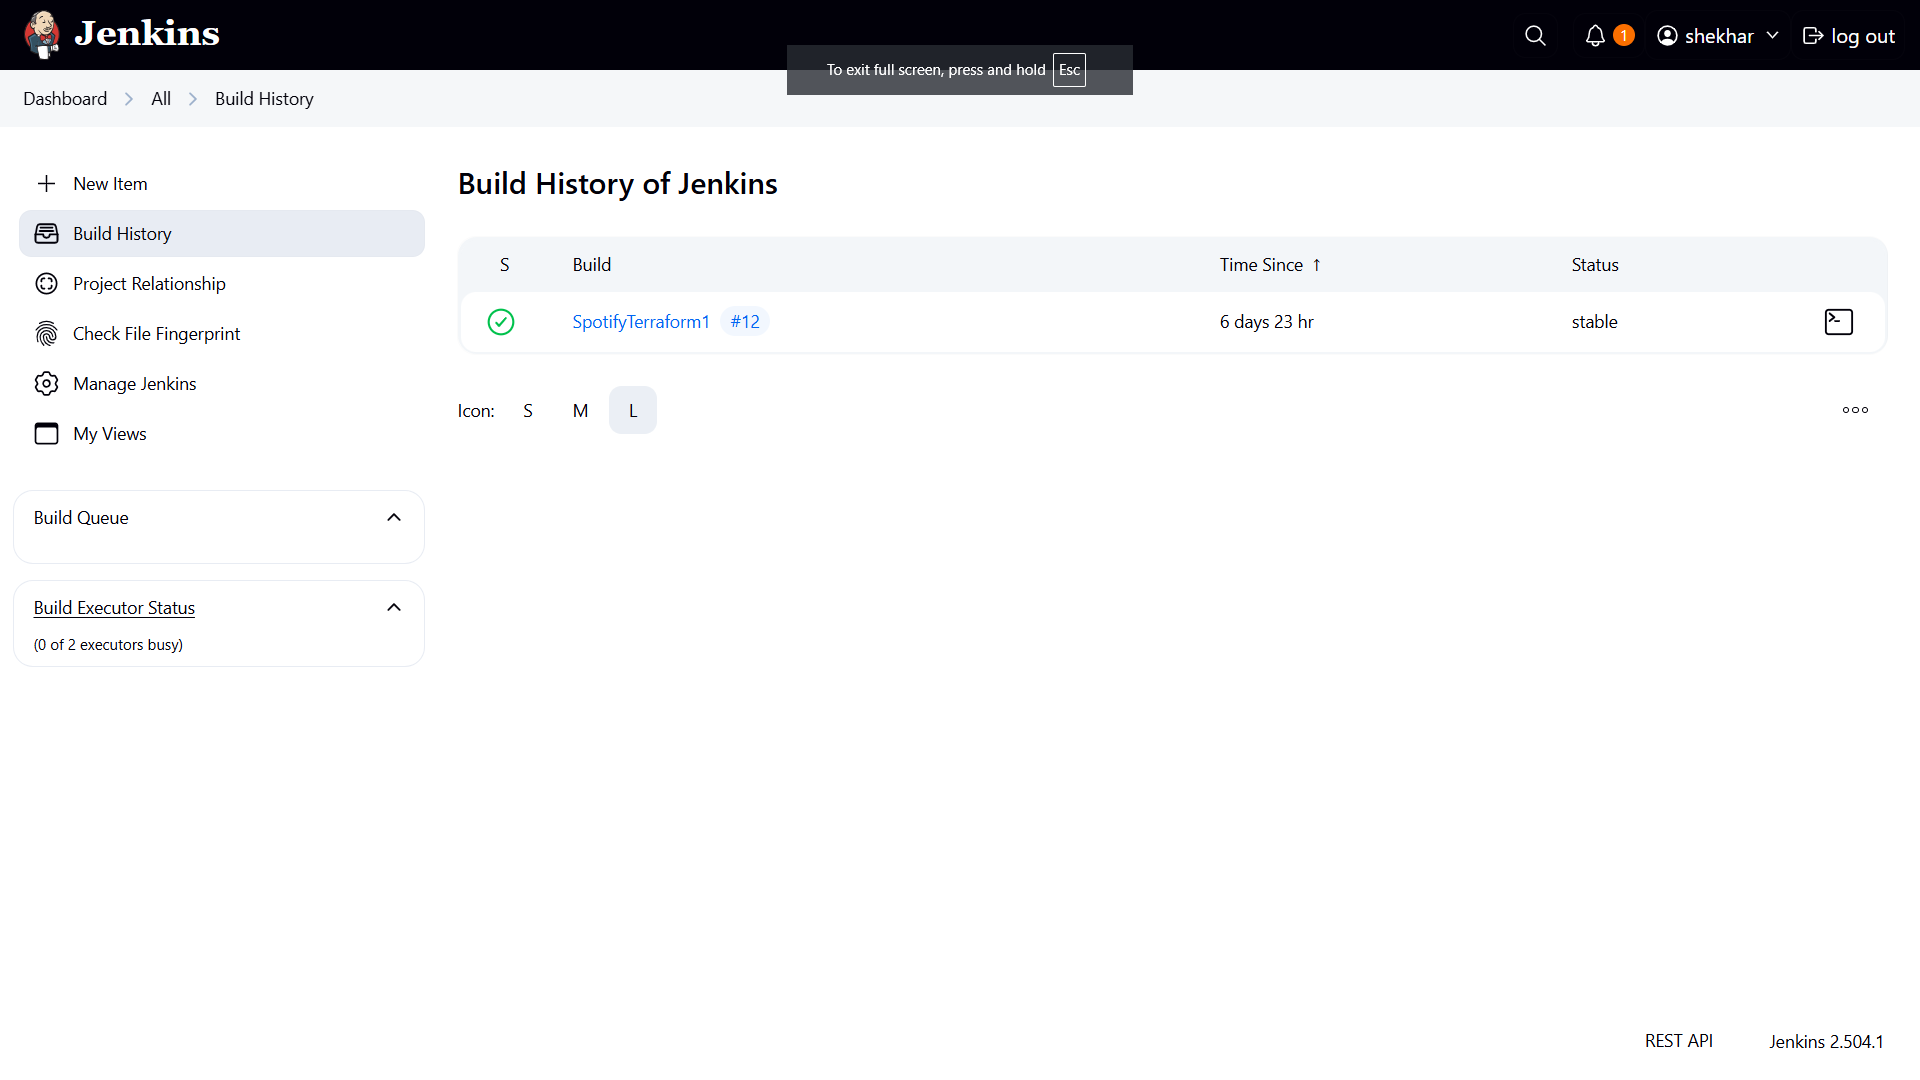 Jenkins
1
shekhar
log out
To exit full screen, press and hold Esc
Dashboard > All > Build History
New Item
Build History
Project Relationship
Check File Fingerprint
Manage Jenkins
My Views
Build Queue
Build Executor Status
(0 of 2 executors busy)
Build History of Jenkins
S Build Time Since ↑ Status
SpotifyTerraform1 #12 6 days 23 hr stable
Icon: S M L
REST API Jenkins 2.504.1